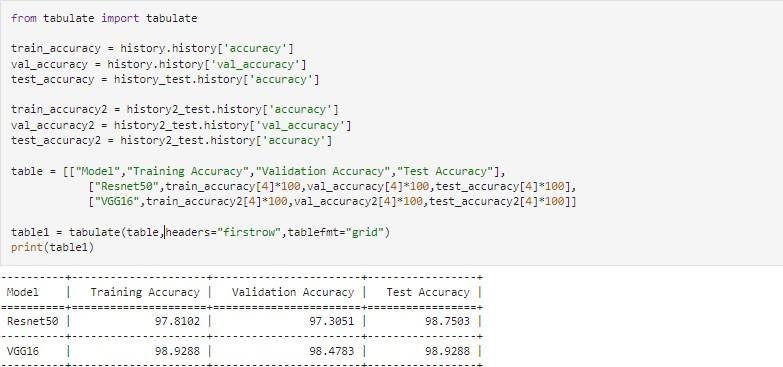 from tabulate import tabulate
train_accuracy = history.history['accuracy']
val_accuracy = history.history['val_accuracy']
test_accuracy = history_test.history['accuracy']
train_accuracy2 = history2_test.history['accuracy']
val_accuracy2 = history2_test.history['val_accuracy']
test_accuracy2 = history2_test.history['accuracy']
table = [["Model","Training Accuracy","Validation Accuracy","Test Accuracy"],
["Resnet50",train_accuracy[4]*100,val_accuracy[4]*100,test_accuracy[4]*100],
["VGG16",train_accuracy2[4]*100,val_accuracy2[4]*100,test_accuracy2[4]*100]]
table1 = tabulate(table,headers="firstrow",tablefmt="grid")
print(table1)
Model | Training Accuracy | Validation Accuracy | Test Accuracy |
Resnet50 | 97.8102 | 97.3051 | 98.7503 |
VGG16 | 98.9288 | 98.4783 | 98.9288 |